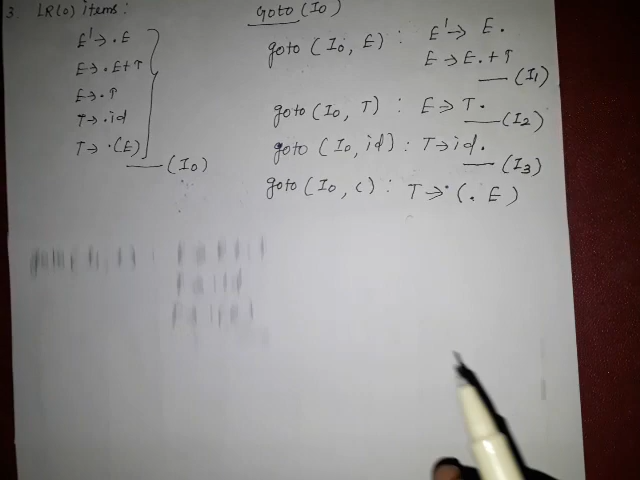 3 LR(0) items:
E' → .E
E → .E+T
E → .T
T → .id
T → .(E)
(I0)
Goto (I0)
goto (I0, E) : E' → E.
E → E.+T
(I1)
goto (I0, T) : E → T.
(I2)
goto (I0, id) : T → id.
(I3)
goto (I0, () : T → (. E)